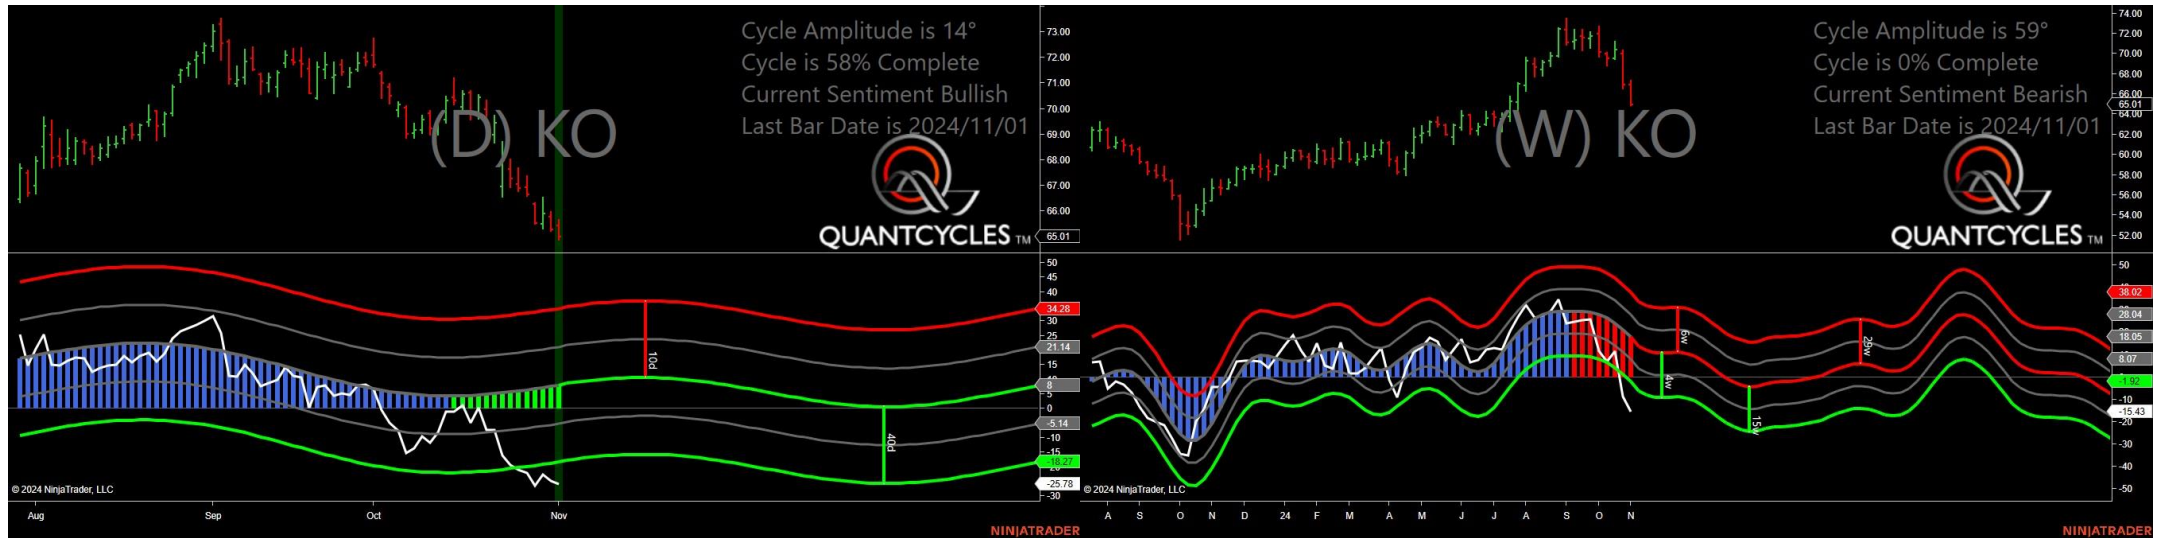 Cycle Amplitude is 14°
Cycle is 58% Complete
Current Sentiment Bullish
Last Bar Date is 2024/11/01
(D) KO
QUANTCYCLES TM
73.00
72.00
71.00
70.00
69.00
68.00
67.00
66.00
65.01
50
45
40
34.28
30
25
21.14
15
10
8
5
0
-5.14
-10
-15
-18.27
-25.78
-30
10d
40d
© 2024 NinjaTrader, LLC
Aug Sep Oct Nov
NINJATRADER
Cycle Amplitude is 59°
Cycle is 0% Complete
Current Sentiment Bearish
Last Bar Date is 2024/11/01
(W) KO
QUANTCYCLES TM
74.00
72.00
70.00
68.00
66.00
65.01
64.00
62.00
60.00
58.00
56.00
54.00
52.00
50
38.02
28.04
18.05
8.07
-1.92
-10
-15.43
-20
-30
-40
-50
6w
4w
15w
29w
© 2024 NinjaTrader, LLC
A S O N D 24 F M A M J J A S O N
NINJATRADER